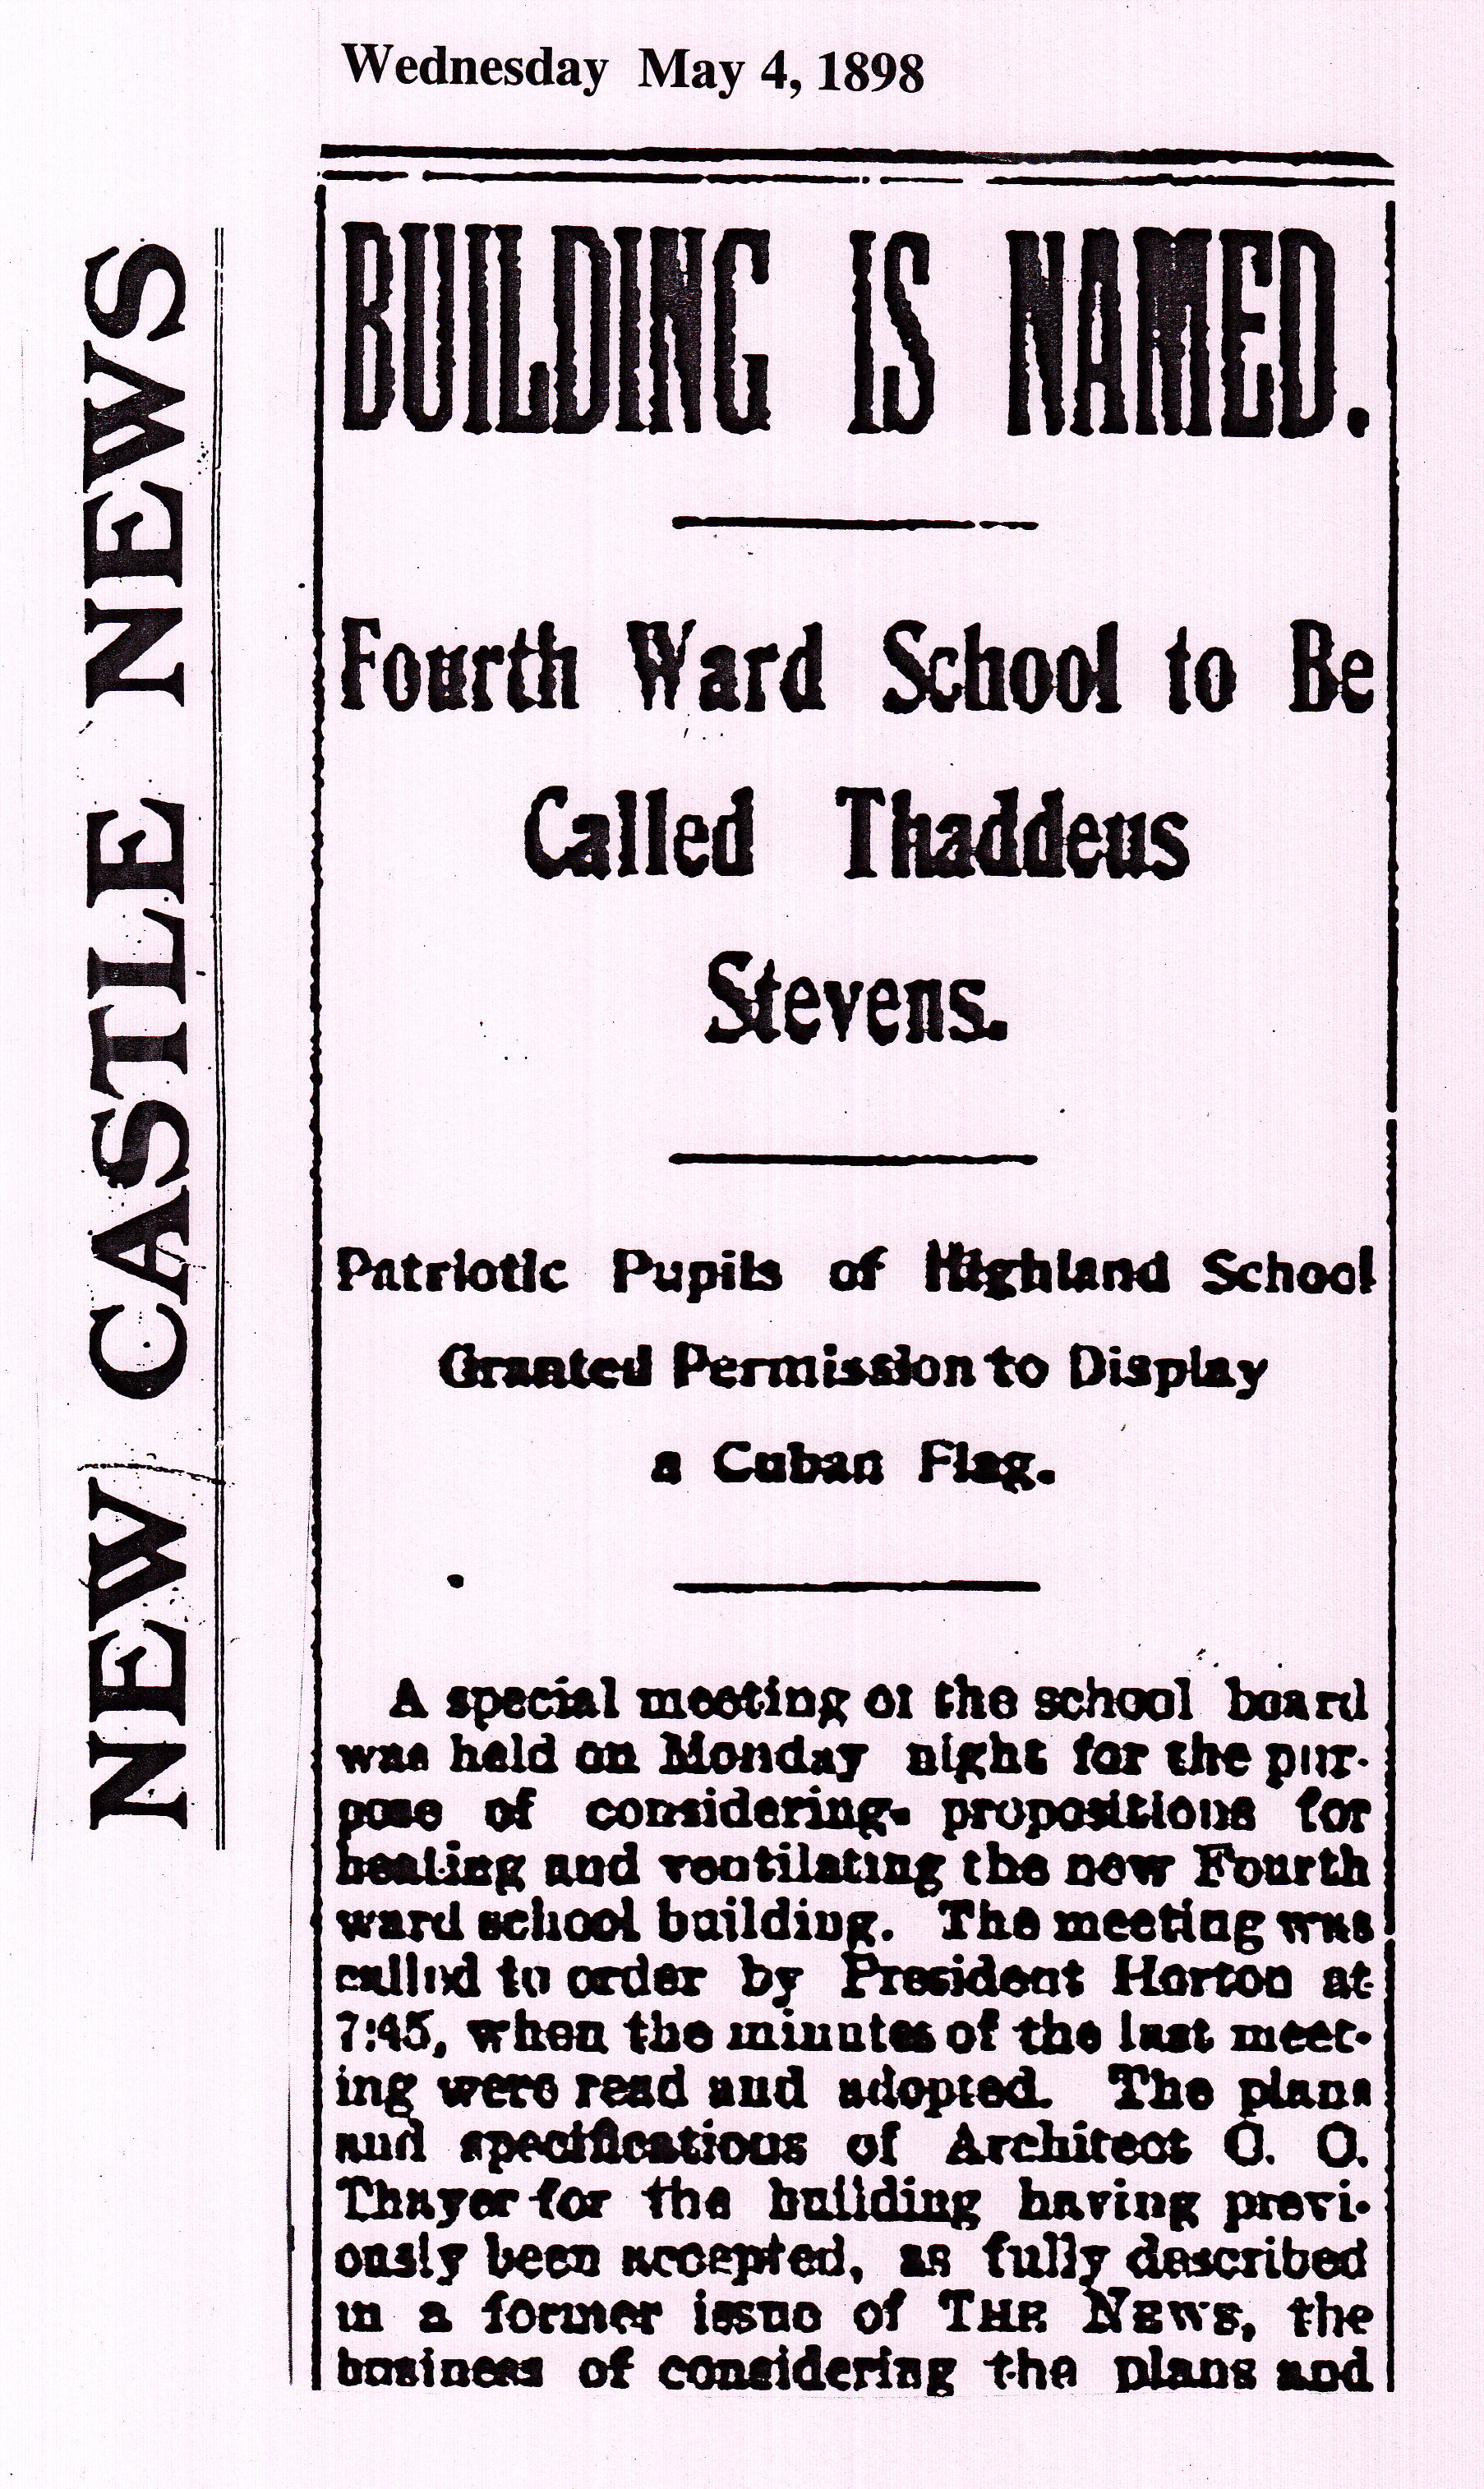 Wednesday May 4, 1898
NEW CASTLE NEWS
BUILDING IS NAMED.
Fourth Ward School to Be
Called Thaddeus
Stevens.
Patriotic Pupils of Highland School
Granted Permission to Display
a Cuban Flag.
A special meeting of the school board
was held on Monday night for the pur-
pose of considering propositions for
heating and ventilating the new Fourth
ward school building. The meeting was
called to order by President Horton at
7:45, when the minutes of the last meet-
ing were read and adopted. The plans
and specifications of Architect O. O.
Thayer for the building having previ-
ously been accepted, as fully described
in a former issue of THE NEWS, the
business of considering the plans and